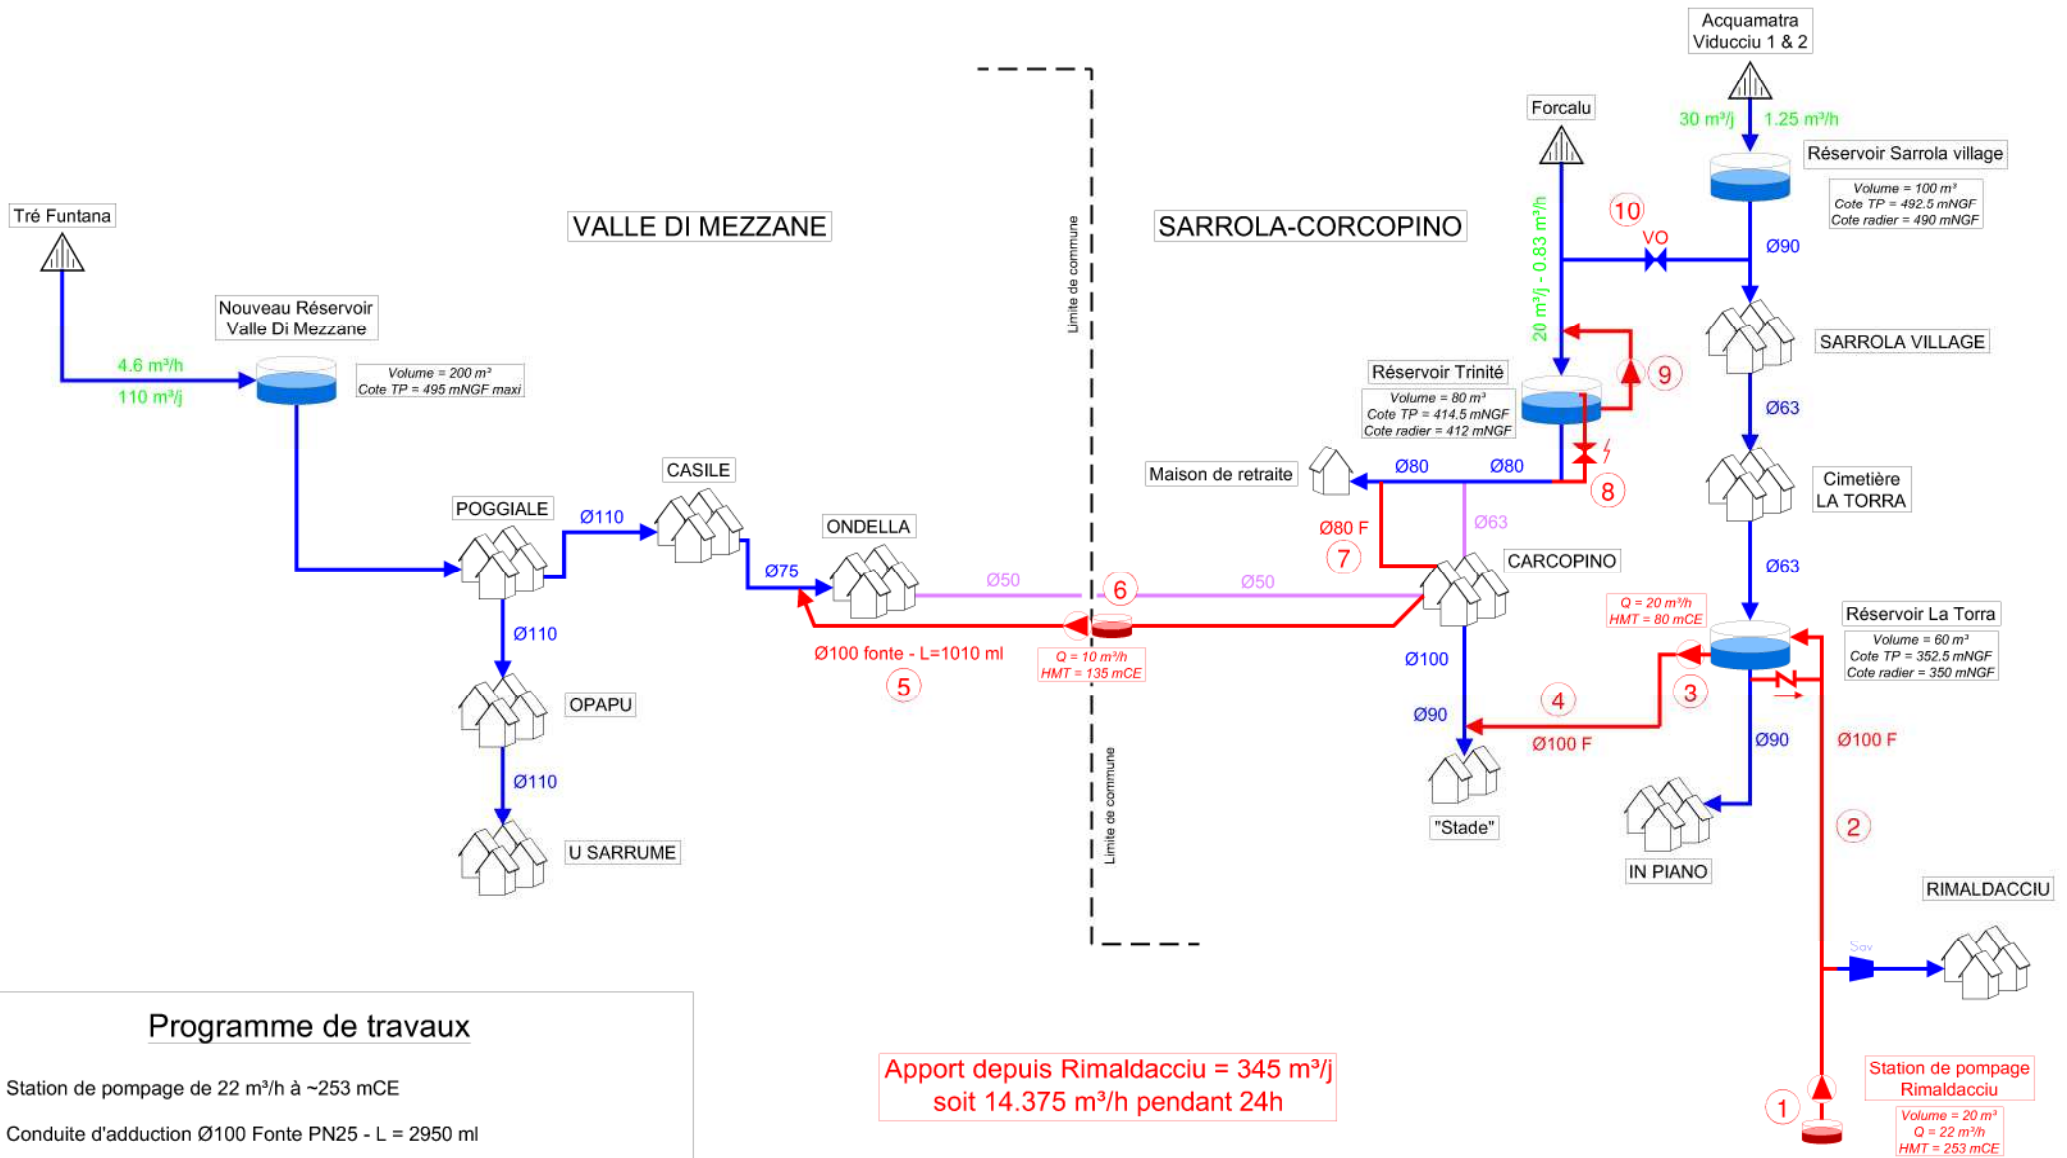 Acquamatra
Viducciu 1 & 2
Forcalu
30 m³/j
1.25 m³/h
Réservoir Sarrola village
Volume = 100 m³
Cote TP = 492.5 mNGF
Cote radier = 490 mNGF
Tré Funtana
VALLE DI MEZZANE
Limite de commune
SARROLA-CORCOPINO
20 m³/j - 0.83 m³/h
10
VO
Ø90
Nouveau Réservoir
Valle Di Mezzane
4.6 m³/h
110 m³/j
Volume = 200 m³
Cote TP = 495 mNGF maxi
SARROLA VILLAGE
Réservoir Trinité
Volume = 80 m³
Cote TP = 414.5 mNGF
Cote radier = 412 mNGF
9
Ø63
CASILE
Maison de retraite
Ø80
Ø80
8
Cimetière
LA TORRA
POGGIALE
Ø110
ONDELLA
Ø80 F
7
Ø63
CARCOPINO
Ø75
Ø50
6
Ø50
Ø63
Q = 20 m³/h
HMT = 80 mCE
Réservoir La Torra
Volume = 60 m³
Cote TP = 352.5 mNGF
Cote radier = 350 mNGF
Ø110
Ø100 fonte - L=1010 ml
5
Q = 10 m³/h
HMT = 135 mCE
Ø100
3
4
OPAPU
Ø90
Ø100 F
Ø90
Ø100 F
Limite de commune
Ø110
"Stade"
2
U SARRUME
IN PIANO
RIMALDACCIU
Sav
Programme de travaux
Station de pompage de 22 m³/h à ~253 mCE
Conduite d'adduction Ø100 Fonte PN25 - L = 2950 ml
Apport depuis Rimaldacciu = 345 m³/j
soit 14.375 m³/h pendant 24h
1
Station de pompage
Rimaldacciu
Volume = 20 m³
Q = 22 m³/h
HMT = 253 mCE